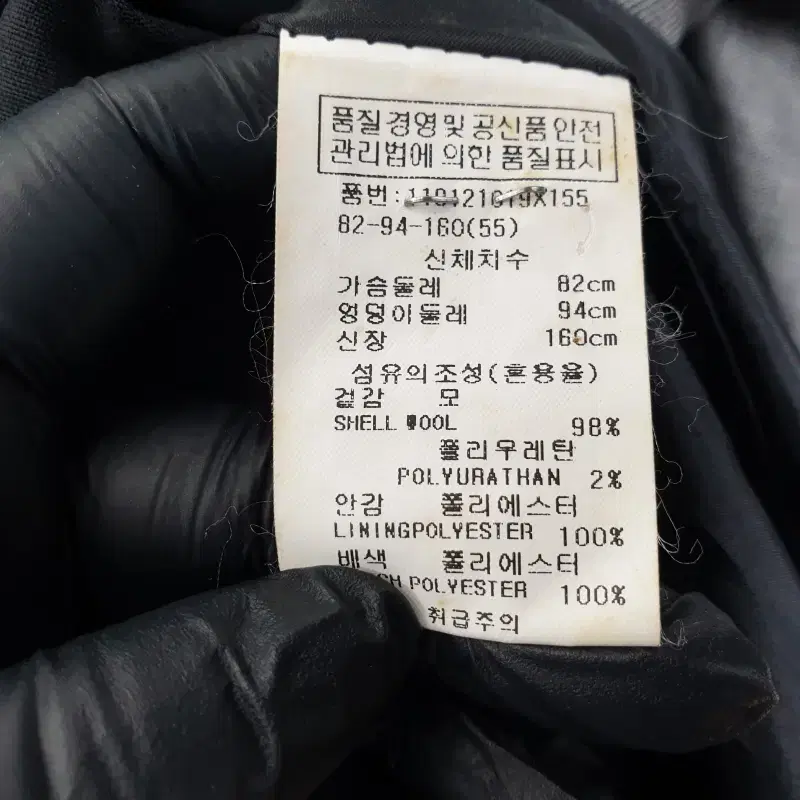 품질경영및공신품안전
관리법에 의한 품질표시
품번:
82-94-160(55)
신체치수
가슴둘레 82cm
엉덩이둘레 94cm
신장 160cm
섬유의조성(혼용율)
겉감 모
SHELL WOOL 98%
폴리우레탄
POLYURATHAN 2%
안감 폴리에스터
LININGPOLYESTER 100%
배색 폴리에스터
POLYESTER 100%
취급주의